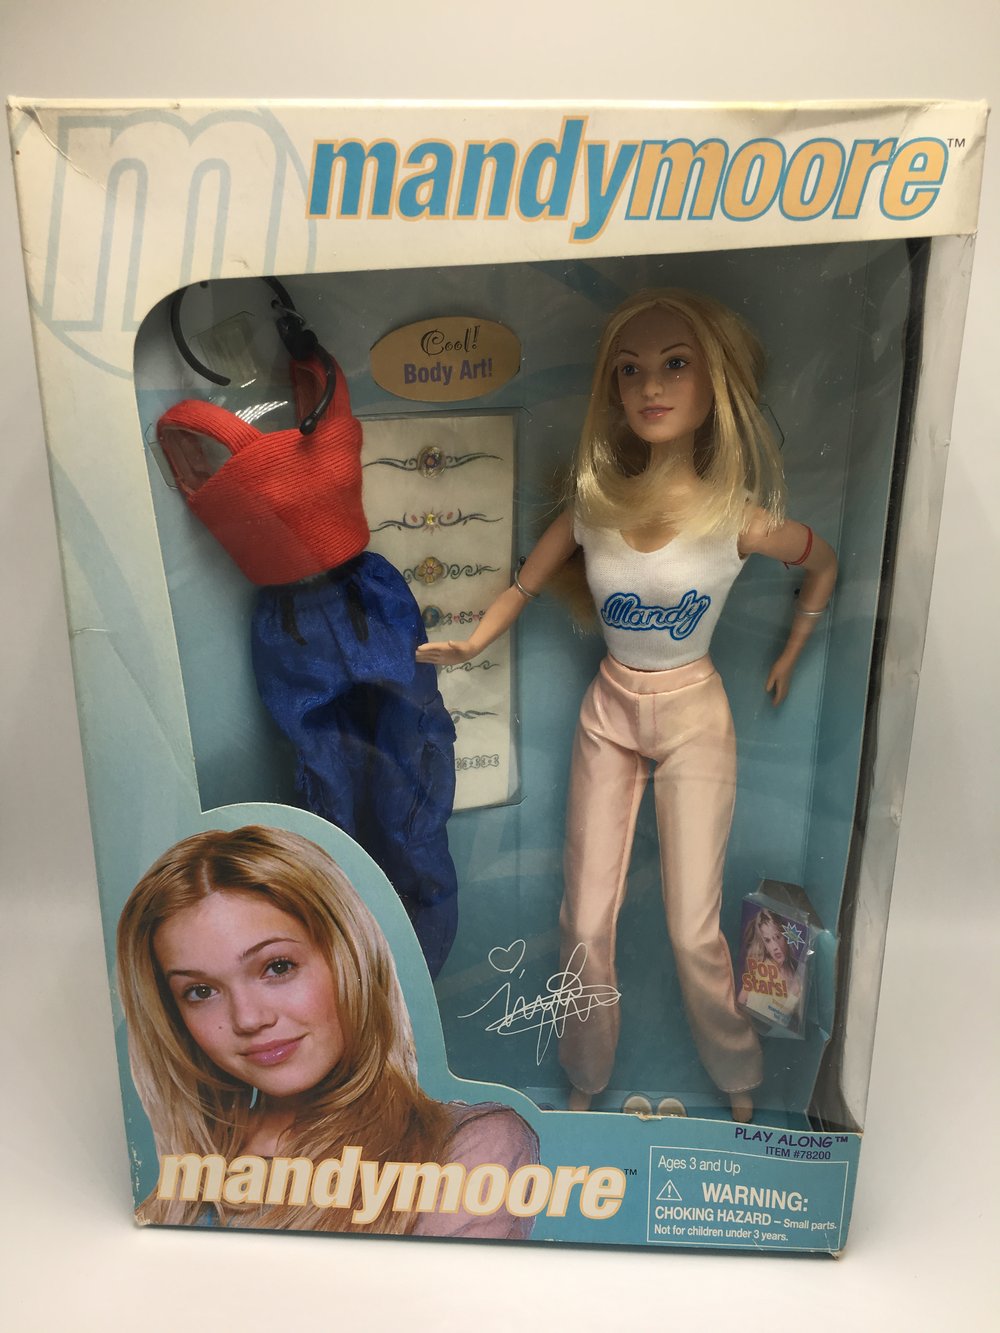 m
mandymoore™
Cool!
Body Art!
Mandy
Pop
Stars!
PLAY ALONG™
ITEM #78200
mandymoore™
Ages 3 and Up
WARNING:
CHOKING HAZARD – Small parts.
Not for children under 3 years.